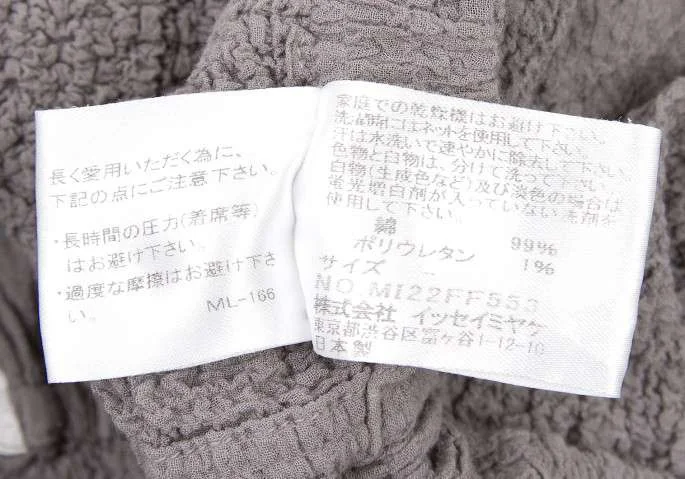 長く愛用いただく為に、
下記の点にご注意下さい。
・長時間の圧力(着席等)
はお避け下さい。
・過度な摩擦はお避け下さ
い。
ML-166
家庭での乾燥機はお避け下さい。
洗濯時にはネットを使用して下さい。
汗は水洗いで速やかに除去して下さい。
色物と白物は、分けて洗って下さい。
白物(生成色など)及び淡色の場合は
蛍光増白剤が入っていない洗剤を
使用して下さい。
綿 99%
ポリウレタン 1%
サイズ --
NO MI22FF553
株式会社 イッセイミヤケ
東京都渋谷区富ヶ谷1-12-10
日本製